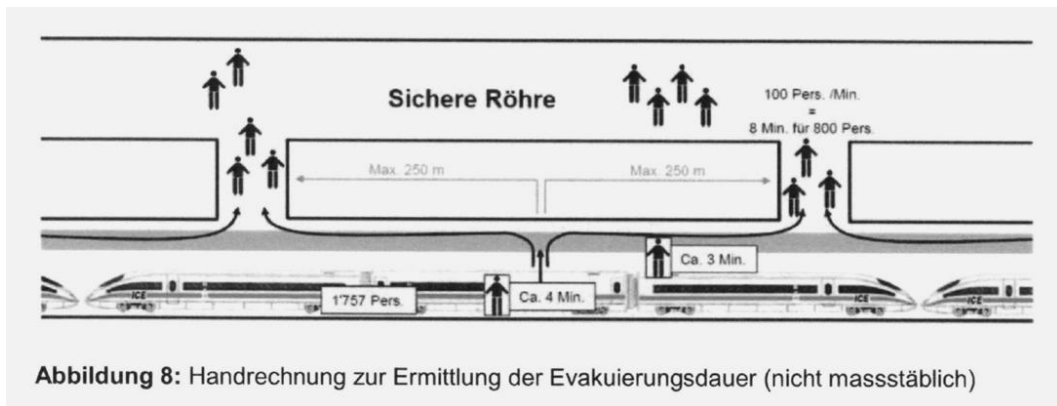 Sichere Röhre
100 Pers. /Min.
=
8 Min. für 800 Pers.
Max. 250 m
Max. 250 m
Ca. 3 Min.
1'757 Pers.
Ca. 4 Min.
ICE
ICE
ICE
ICE
Abbildung 8: Handrechnung zur Ermittlung der Evakuierungsdauer (nicht massstäblich)